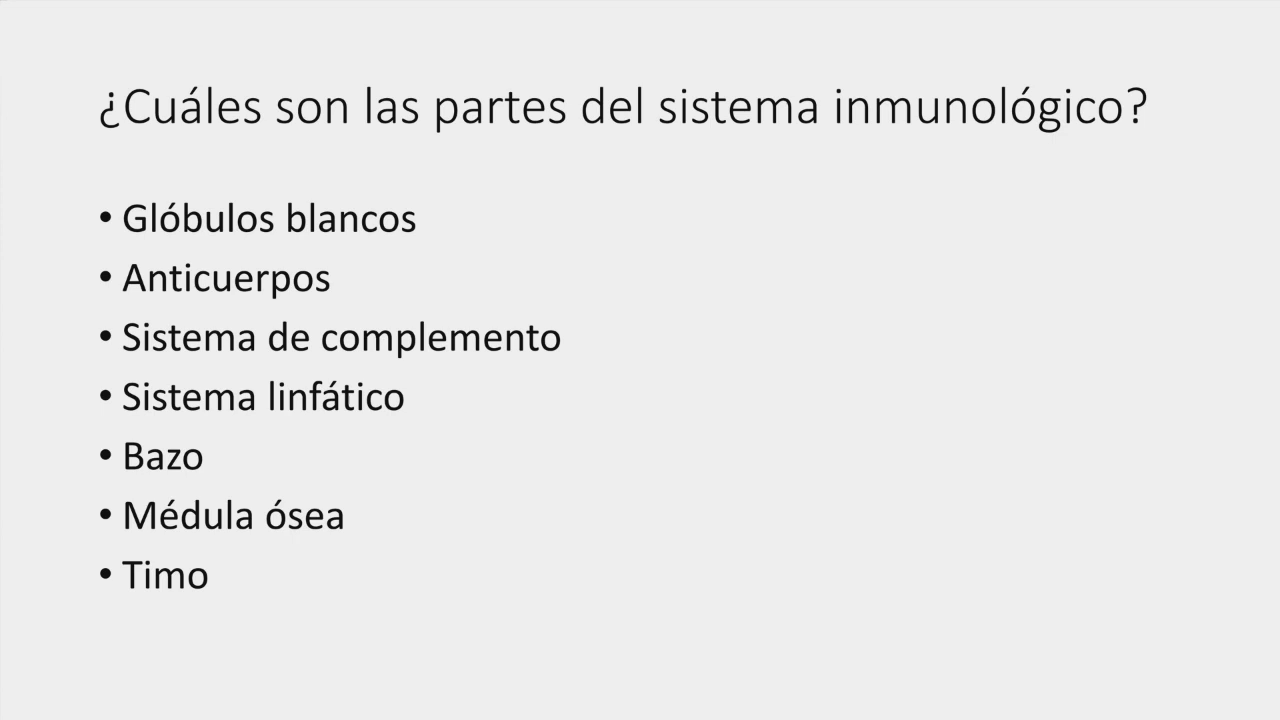 ¿Cuáles son las partes del sistema inmunológico?
• Glóbulos blancos
• Anticuerpos
• Sistema de complemento
• Sistema linfático
• Bazo
• Médula ósea
• Timo